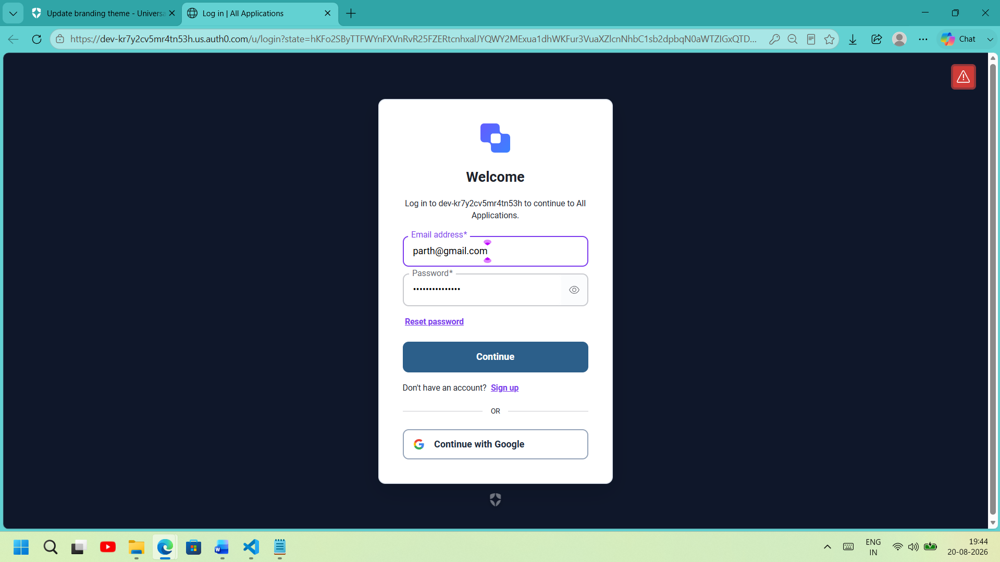 Update branding theme - Universa
Log in | All Applications
https://dev-kr7y2cv5mr4tn53h.us.auth0.com/u/login?state=hKFo2SByTTFWYnFXVnRvR25FZERtcnhxalJYQWY2MExua1dhWKFur3VuaXZlcnNhbC1sb2dpbqN0aWTZIGxQTD...
Chat
Welcome
Log in to dev-kr7y2cv5mr4tn53h to continue to All
Applications.
Email address*
parth@gmail.com
Password*
•••••••••••••••
Reset password
Continue
Don't have an account? Sign up
OR
Continue with Google
ENG
IN
19:44
20-08-2026